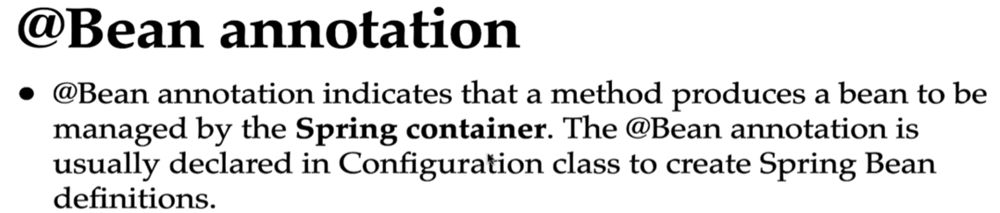 @Bean annotation
● @Bean annotation indicates that a method produces a bean to be
managed by the Spring container. The @Bean annotation is
usually declared in Configuration class to create Spring Bean
definitions.